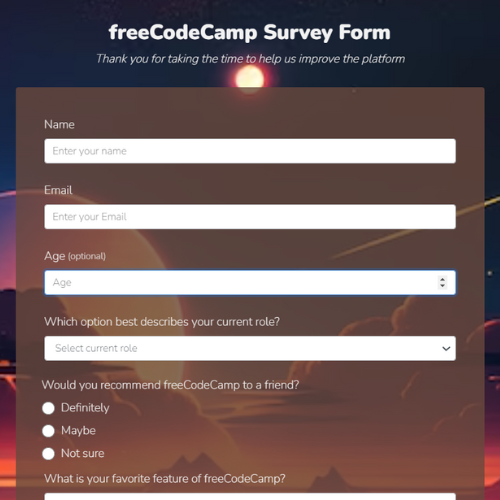 freeCodeCamp Survey Form
Thank you for taking the time to help us improve the platform
Name
Enter your name
Email
Enter your Email
Age (optional)
Age
Which option best describes your current role?
Select current role
Would you recommend freeCodeCamp to a friend?
Definitely
Maybe
Not sure
What is your favorite feature of freeCodeCamp?